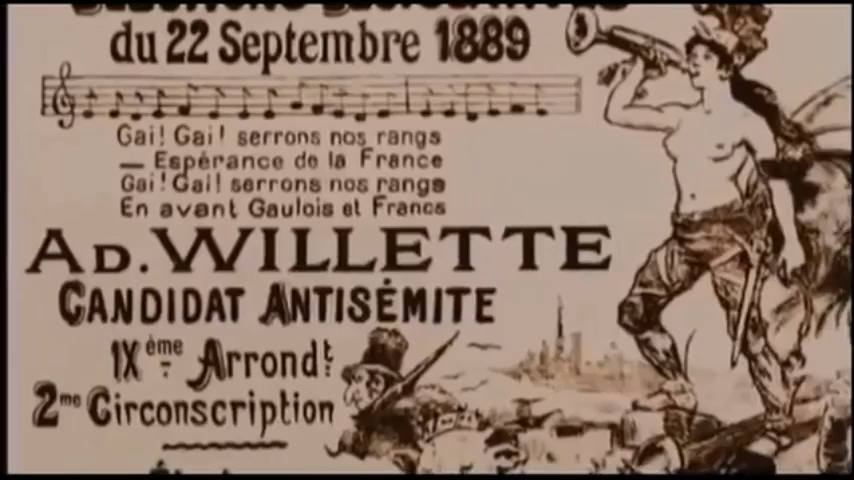 du 22 Septembre 1889
Gai! Gai! serrons nos rangs
— Espérance de la France
Gai! Gai! serrons nos rangs
En avant Gaulois et Francs
AD. WILLETTE
CANDIDAT ANTISÉMITE
IXème Arrondt.
2me Circonscription